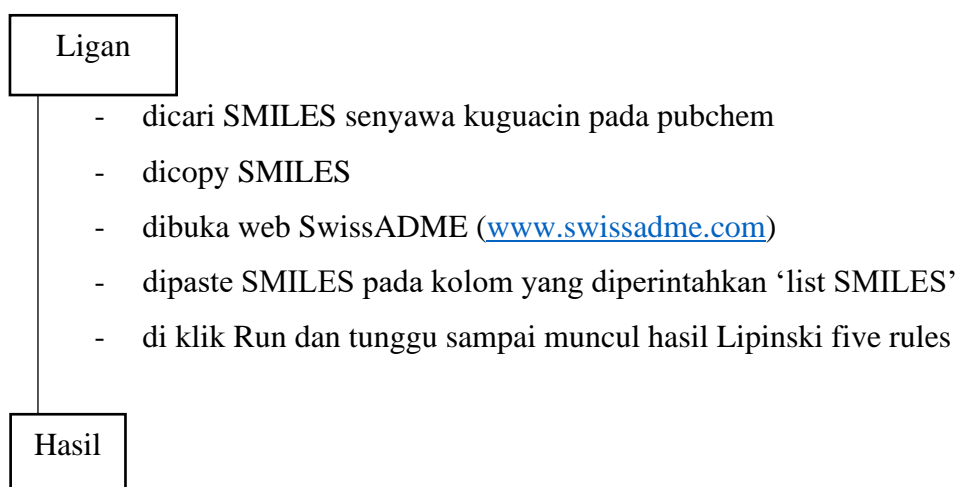 Ligan
- dicari SMILES senyawa kuguacin pada pubchem
- dicopy SMILES
- dibuka web SwissADME (www.swissadme.com)
- dipaste SMILES pada kolom yang diperintahkan ‘list SMILES’
- di klik Run dan tunggu sampai muncul hasil Lipinski five rules
Hasil